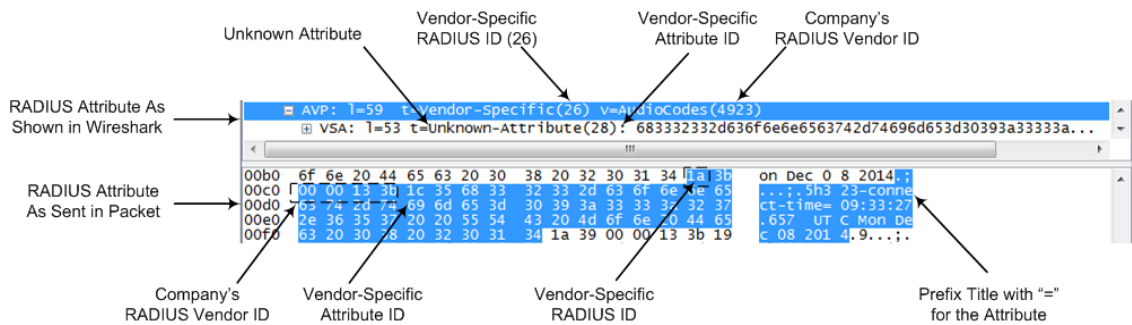 Unknown Attribute
Vendor-Specific
RADIUS ID (26)
Vendor-Specific
Attribute ID
Company's
RADIUS Vendor ID
RADIUS Attribute As
Shown in Wireshark
AVP: l=59 t=Vendor-Specific(26) v=AudioCodes(4923)
VSA: l=53 t=Unknown-Attribute(28): 683332332d636f6e6e6563742d74696d653d30393a33333a...
RADIUS Attribute
As Sent in Packet
00b0 6f 6e 20 44 65 63 20 30 38 20 32 30 31 34 1a 3b on Dec 0 8 2014.;
00c0 00 00 13 3b 1c 35 68 33 32 33 2d 63 6f 6e 6e 65 ...;.5h3 23-conne
00d0 63 74 2d 74 69 6d 65 3d 30 39 3a 33 33 3a 32 37 ct-time= 09:33:27
00e0 2e 36 35 37 20 20 55 54 43 20 4d 6f 6e 20 44 65 .657 UT C Mon De
00f0 63 20 30 38 20 32 30 31 34 1a 39 00 00 13 3b 19 c 08 201 4.9...;.
Company's
RADIUS Vendor ID
Vendor-Specific
Attribute ID
Vendor-Specific
RADIUS ID
Prefix Title with "="
for the Attribute